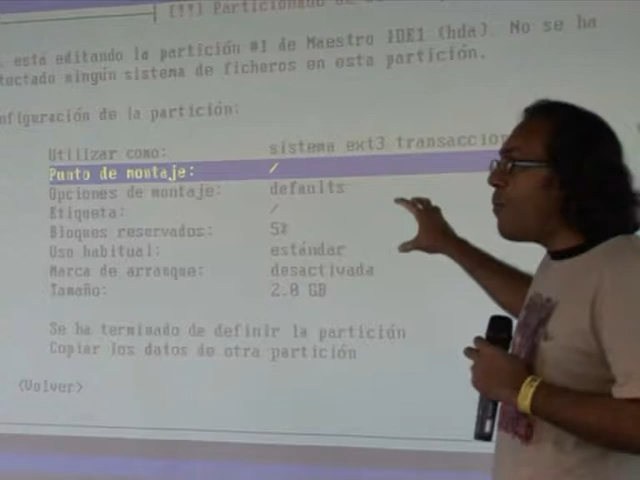 [!!] Particionado de
está editando la partición #1 de Maestro IDE1 (hda). No se ha
tectado ningún sistema de ficheros en esta partición.
nfiguración de la partición:
Utilizar como: sistema ext3 transaccion
Punto de montaje: /
Opciones de montaje: defaults
Etiqueta: /
Bloques reservados: 5%
Uso habitual: estándar
Marca de arranque: desactivada
Tamaño: 2.0 GB
Se ha terminado de definir la partición
Copiar los datos de otra partición
<Volver>